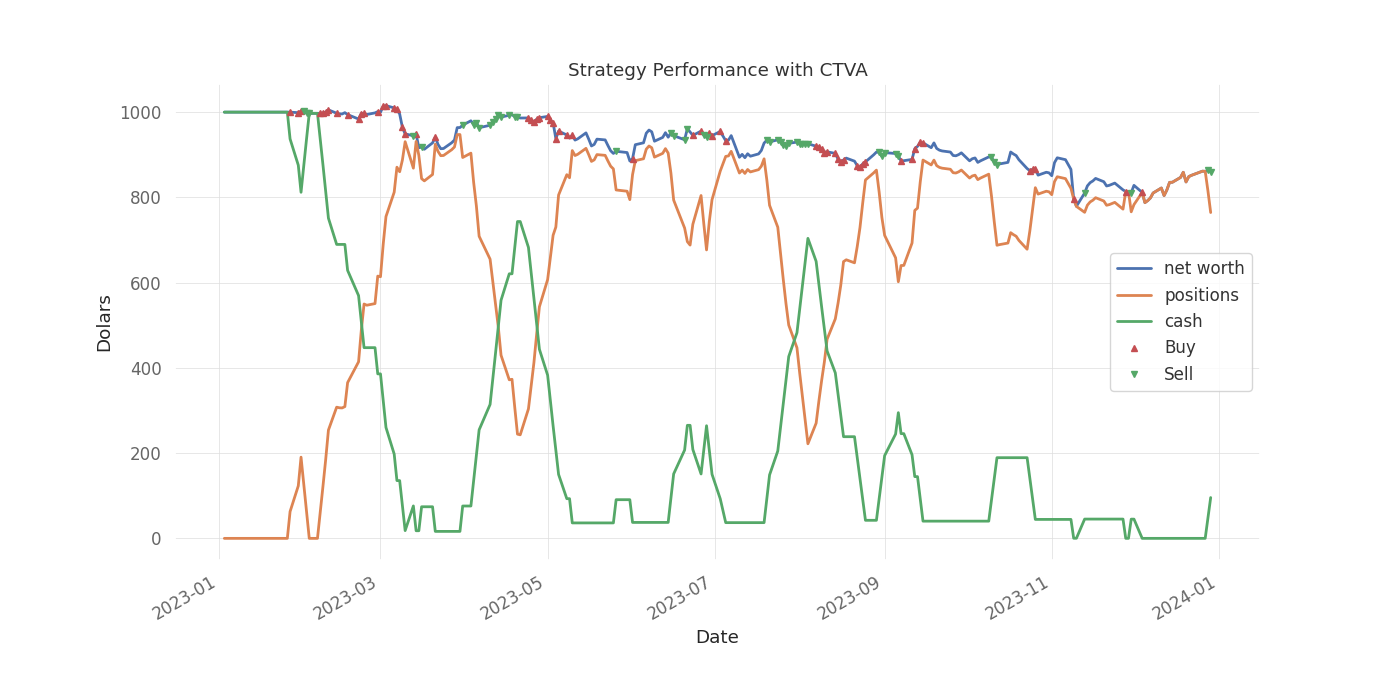 Strategy Performance with CTVA
Dolars
1000
800
600
400
200
0
net worth
positions
cash
Buy
Sell
2023-01
2023-03
2023-05
2023-07
2023-09
2023-11
2024-01
Date